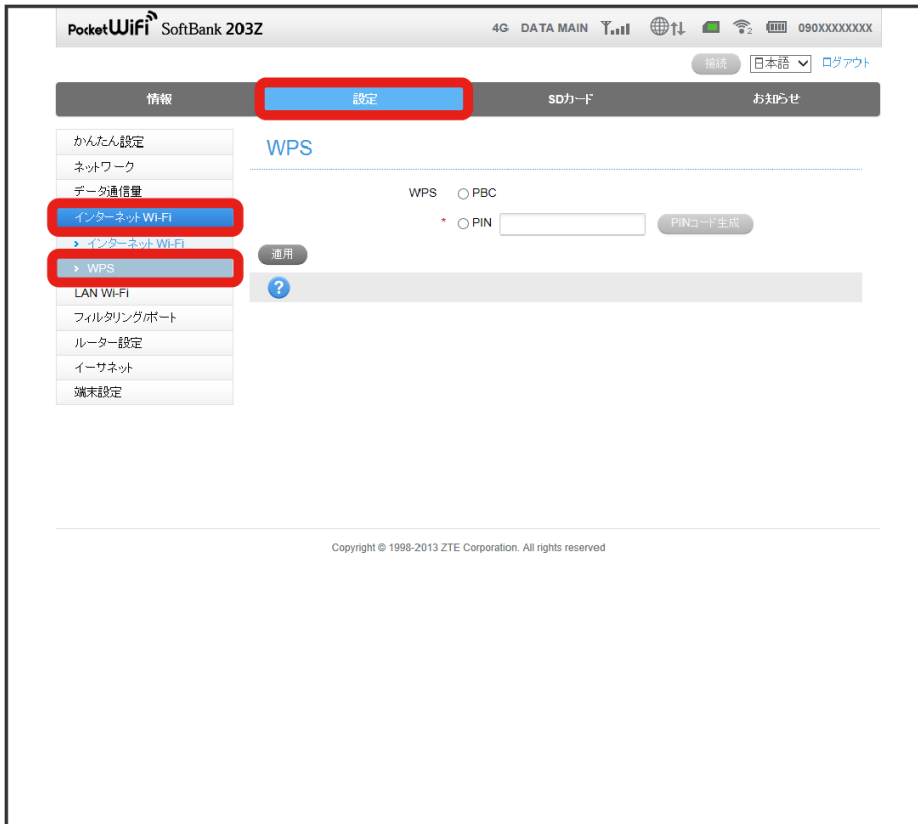 PocketWiFi SoftBank 203Z 4G DATA MAIN 2 090XXXXXXXX
接続 日本語 ログアウト
情報 設定 SDカード お知らせ
かんたん設定
ネットワーク
データ通信量
インターネット Wi-Fi
› インターネット Wi-Fi
› WPS
LAN Wi-Fi
フィルタリング/ポート
ルーター設定
イーサネット
端末設定
WPS
WPS PBC
* PIN PINコード生成
適用
?
Copyright © 1998-2013 ZTE Corporation. All rights reserved